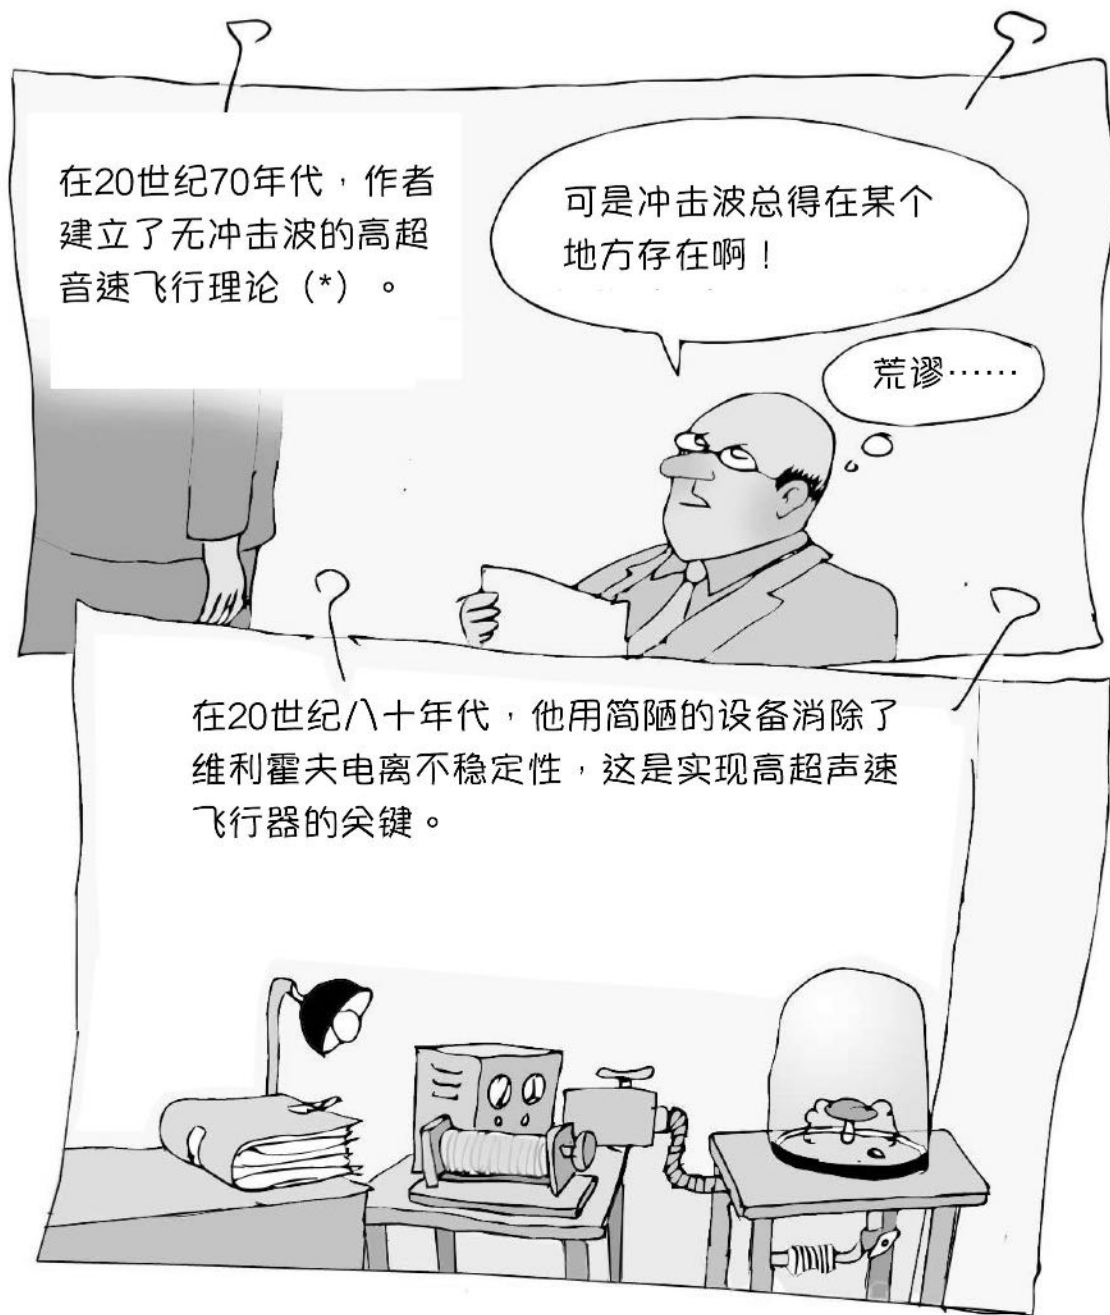 在20世纪70年代，作者
建立了无冲击波的高超
音速飞行理论（*）。
可是冲击波总得在某个
地方存在啊！
荒谬……
在20世纪八十年代，他用简陋的设备消除了
维利霍夫电离不稳定性，这是实现高超声速
飞行器的关键。